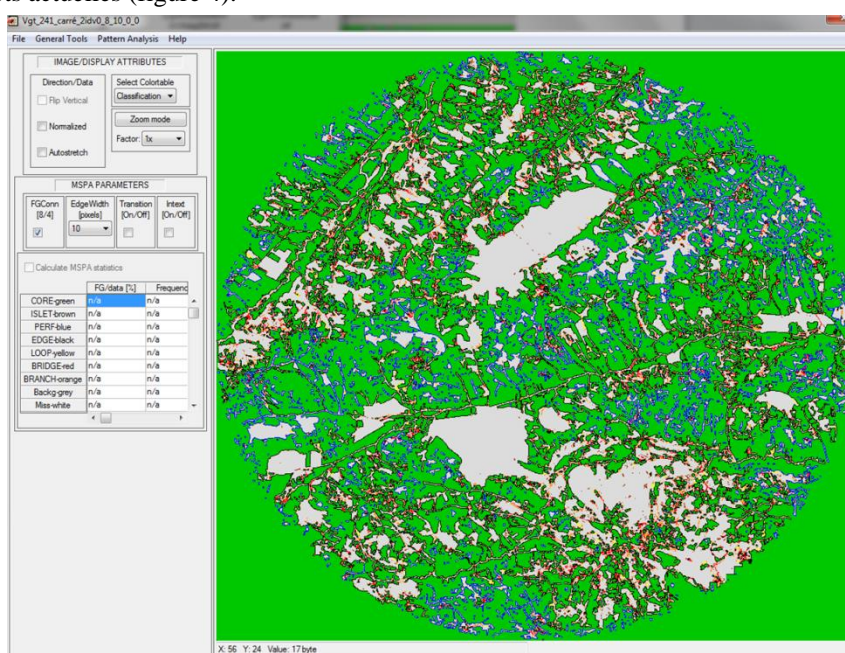 actuelles (figure 4).
Vgt_241_carré_2idv0_8_10_0_0
File General Tools Pattern Analysis Help
IMAGE/DISPLAY ATTRIBUTES
Direction/Data Select Colortable
Flip Vertical Classification
Normalized Zoom mode
Factor: 1x
Autostretch
MSPA PARAMETERS
FGConn EdgeWidth Transition Intext
[8/4] [pixels] [On/Off] [On/Off]
10
Calculate MSPA statistics
FG/data [%] Frequenc
CORE-green n/a n/a
ISLET-brown n/a n/a
PERF-blue n/a n/a
EDGE-black n/a n/a
LOOP-yellow n/a n/a
BRIDGE-red n/a n/a
BRANCH-orange n/a n/a
Backg-grey n/a n/a
Miss-white n/a n/a
X: 56 Y: 24 Value: 17 byte